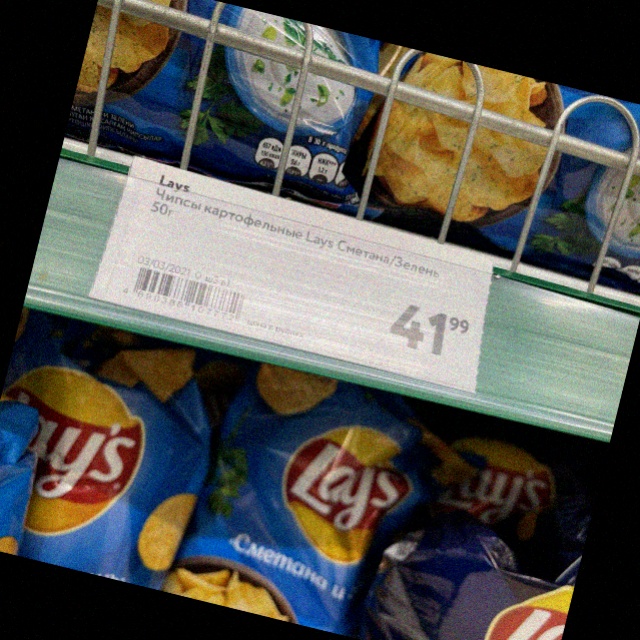 Lays
Чипсы картофельные Lays Сметана/Зелень
50г
41 99
Lay's
Lay's
Lay's
Сметана и